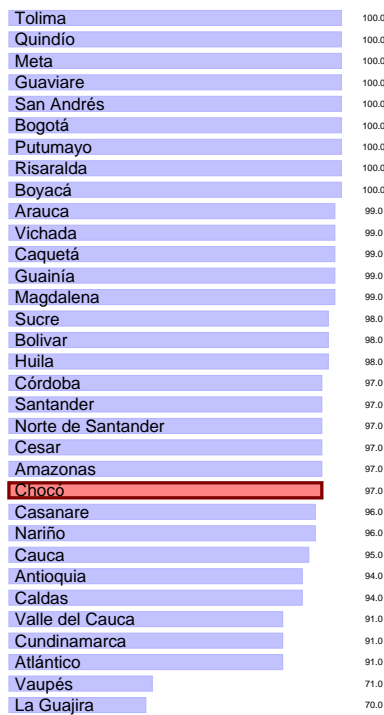 Tolima 100.0
Quindío 100.0
Meta 100.0
Guaviare 100.0
San Andrés 100.0
Bogotá 100.0
Putumayo 100.0
Risaralda 100.0
Boyacá 100.0
Arauca 99.0
Vichada 99.0
Caquetá 99.0
Guainía 99.0
Magdalena 99.0
Sucre 98.0
Bolivar 98.0
Huila 98.0
Córdoba 97.0
Santander 97.0
Norte de Santander 97.0
Cesar 97.0
Amazonas 97.0
Chocó 97.0
Casanare 96.0
Nariño 96.0
Cauca 95.0
Antioquia 94.0
Caldas 94.0
Valle del Cauca 91.0
Cundinamarca 91.0
Atlántico 91.0
Vaupés 71.0
La Guajira 70.0